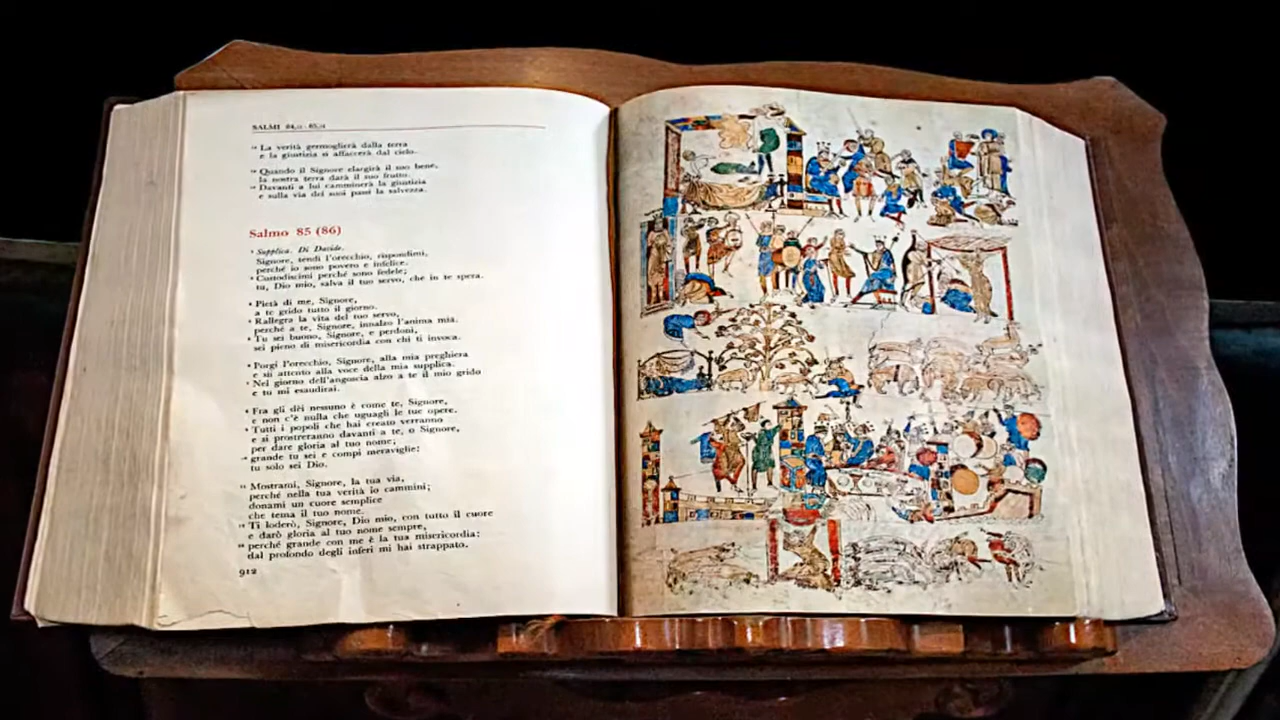 SALMI 84,12 - 85,13
12 La verità germoglierà dalla terra
e la giustizia si affaccerà dal cielo.
13 Quando il Signore elargirà il suo bene,
la nostra terra darà il suo frutto.
14 Davanti a lui camminerà la giustizia
e sulla via dei suoi passi la salvezza.
Salmo 85 (86)
1 Supplica. Di Davide.
Signore, tendi l'orecchio, rispondimi,
perché io sono povero e infelice.
2 Custodiscimi perché sono fedele;
tu, Dio mio, salva il tuo servo, che in te spera.
3 Pietà di me, Signore,
a te grido tutto il giorno.
4 Rallegra la vita del tuo servo,
perché a te, Signore, innalzo l'anima mia.
5 Tu sei buono, Signore, e perdoni,
sei pieno di misericordia con chi ti invoca.
6 Porgi l'orecchio, Signore, alla mia preghiera
e sii attento alla voce della mia supplica.
7 Nel giorno dell'angoscia alzo a te il mio grido
e tu mi esaudirai.
8 Fra gli dèi nessuno è come te, Signore,
e non c'è nulla che uguagli le tue opere.
9 Tutti i popoli che hai creato verranno
e si prostreranno davanti a te, o Signore,
per dare gloria al tuo nome;
10 grande tu sei e compi meraviglie:
tu solo sei Dio.
11 Mostrami, Signore, la tua via,
perché nella tua verità io cammini;
donami un cuore semplice
che tema il tuo nome.
12 Ti loderò, Signore, Dio mio, con tutto il cuore
e darò gloria al tuo nome sempre,
13 perché grande con me è la tua misericordia:
dal profondo degli inferi mi hai strappato.
912